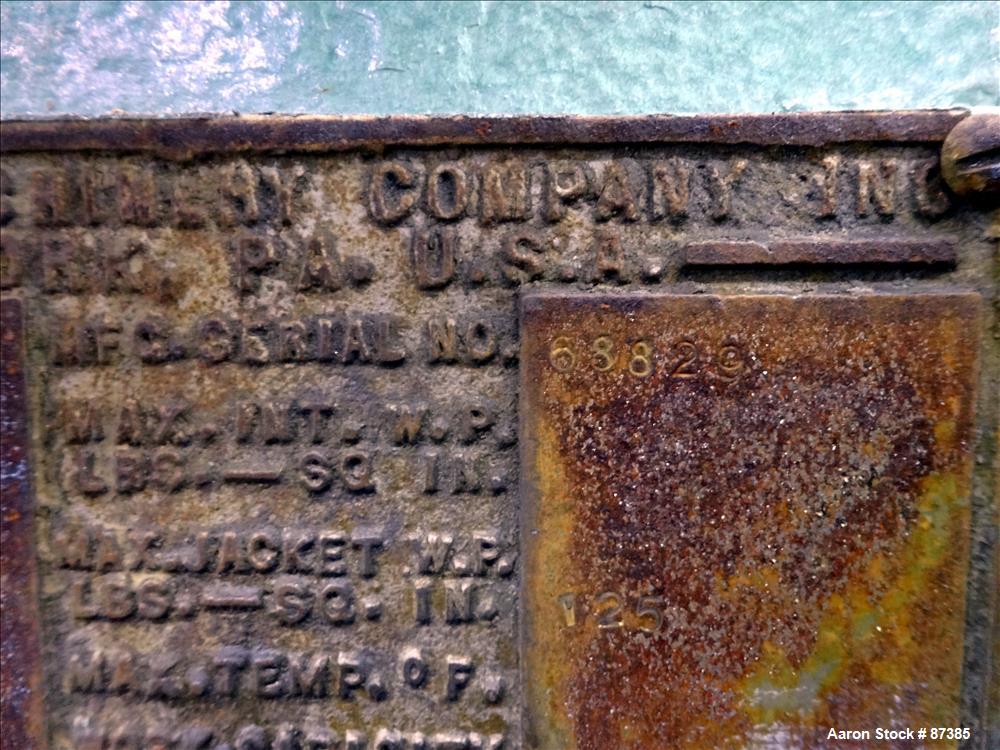 COMPANY INC
PA. U.S.A.
MFG. SERIAL NO.
MAX. INT. W.P.
LBS.—SQ IN.
MAX. JACKET W.P.
LBS.—SQ. IN.
125
MAX. TEMP. °F.
Aaron Stock # 87385